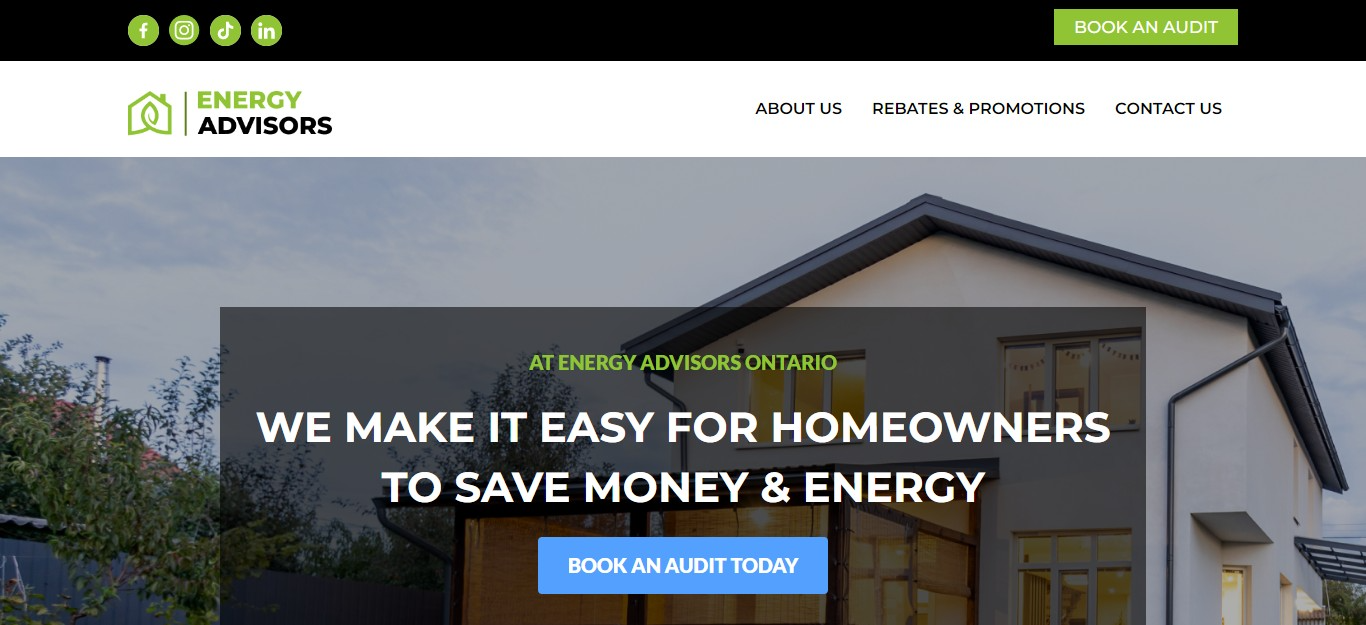 BOOK AN AUDIT
ENERGY
ADVISORS
ABOUT US
REBATES & PROMOTIONS
CONTACT US
AT ENERGY ADVISORS ONTARIO
WE MAKE IT EASY FOR HOMEOWNERS
TO SAVE MONEY & ENERGY
BOOK AN AUDIT TODAY